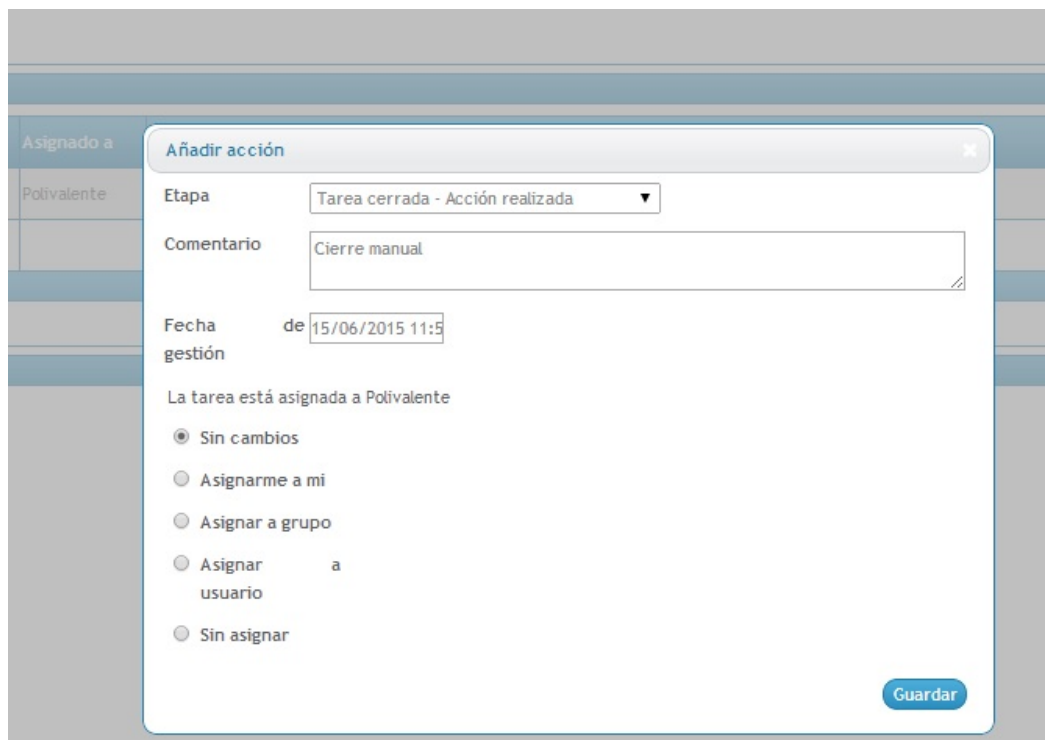 Asignado a
Polivalente
Añadir acción
Etapa
Tarea cerrada - Acción realizada
Comentario
Cierre manual
Fecha de
gestión
15/06/2015 11:5
La tarea está asignada a Polivalente
Sin cambios
Asignarme a mi
Asignar a grupo
Asignar a
usuario
Sin asignar
Guardar